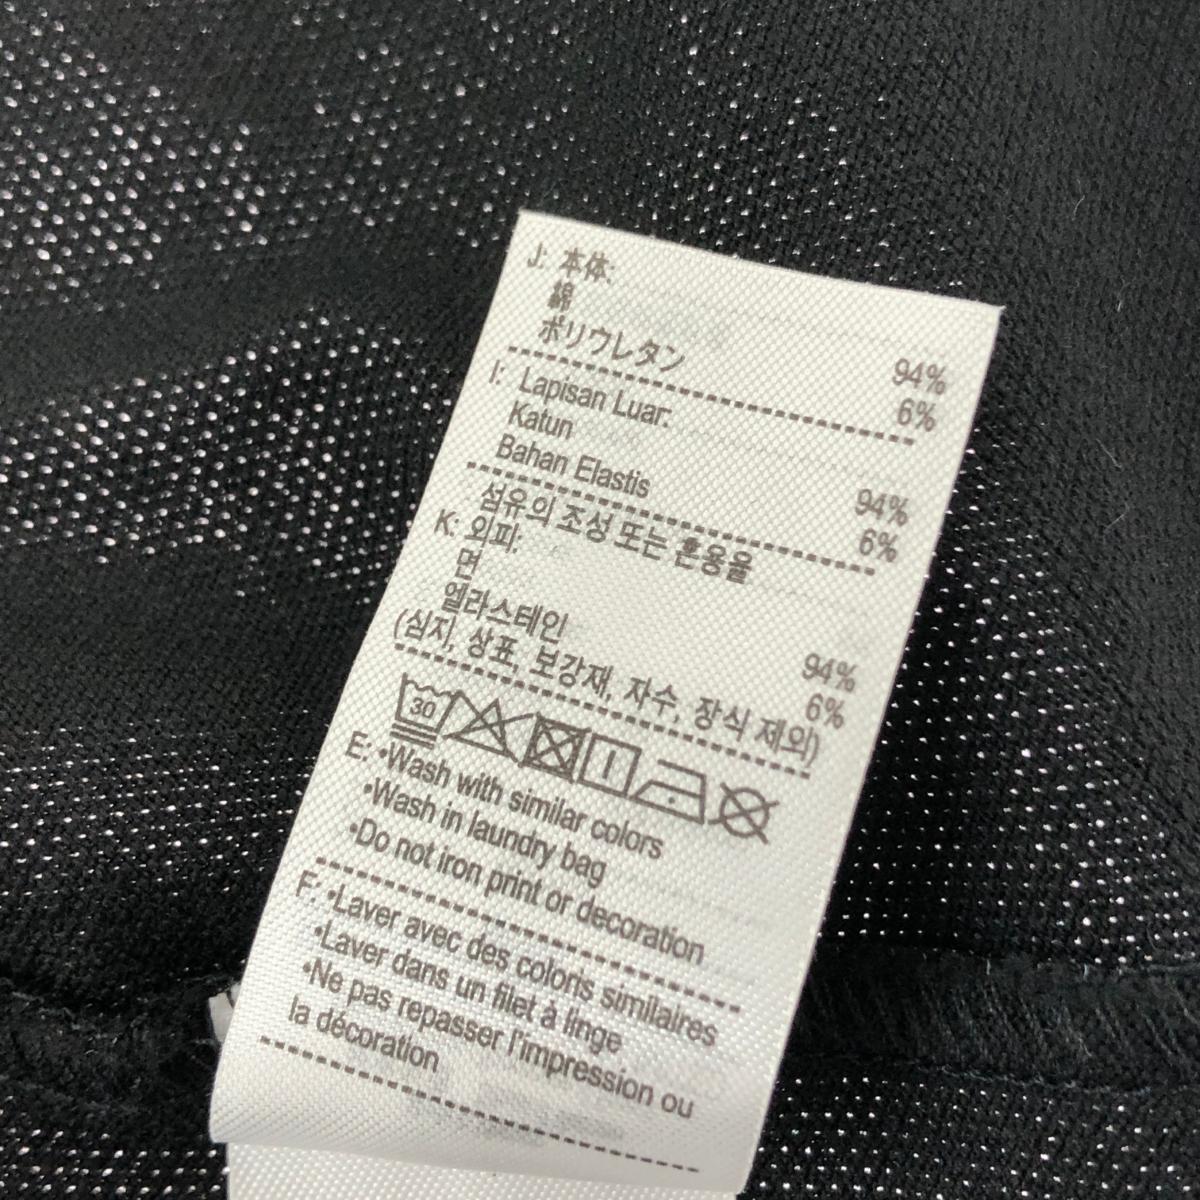 J: 本体:
綿
94%
ポリウレタン
6%
I: Lapisan Luar:
Katun
94%
Bahan Elastis
6%
섬유의 조성 또는 혼용율
K: 외피:
면
94%
엘라스테인
6%
(심지, 상표, 보강재, 자수, 장식 제외)
30
E: •Wash with similar colors
•Wash in laundry bag
•Do not iron print or decoration
F: •Laver avec des coloris similaires
•Laver dans un filet à linge
•Ne pas repasser l'impression ou
la décoration